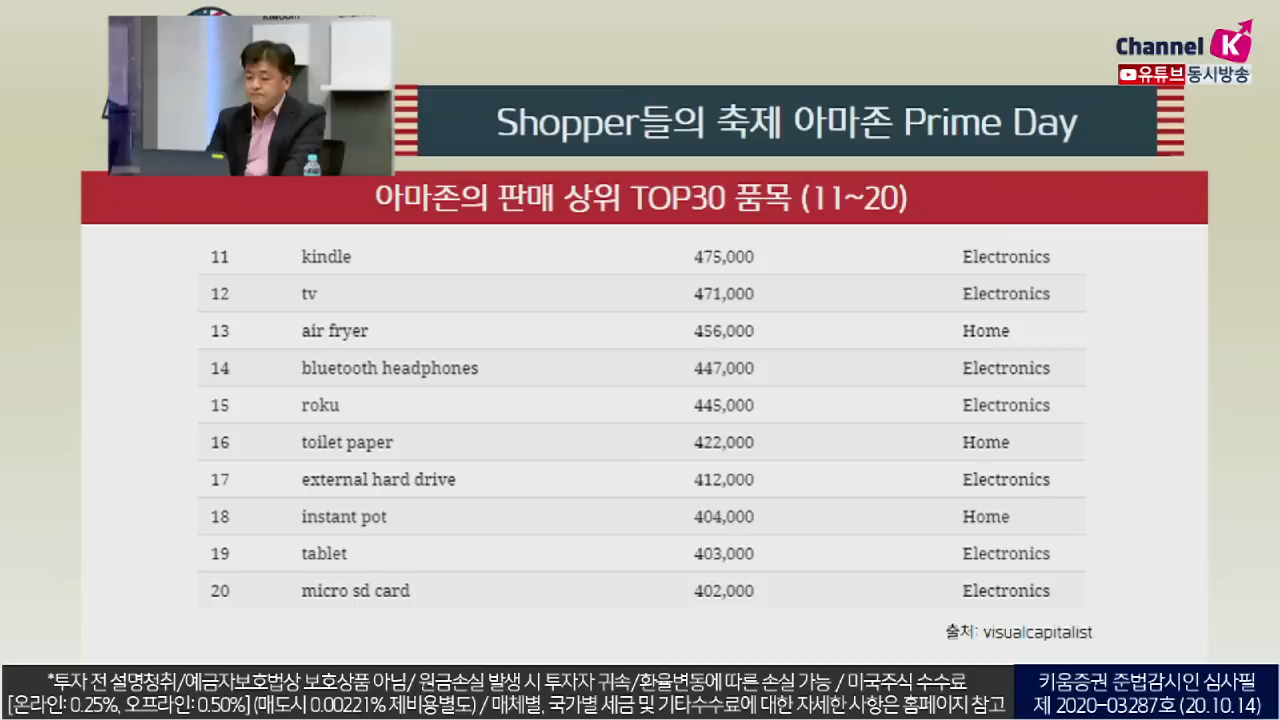 Channel K
유튜브 동시방송
Shopper들의 축제 아마존 Prime Day
아마존의 판매 상위 TOP30 품목 (11~20)
11 kindle 475,000 Electronics
12 tv 471,000 Electronics
13 air fryer 456,000 Home
14 bluetooth headphones 447,000 Electronics
15 roku 445,000 Electronics
16 toilet paper 422,000 Home
17 external hard drive 412,000 Electronics
18 instant pot 404,000 Home
19 tablet 403,000 Electronics
20 micro sd card 402,000 Electronics
출처: visualcapitalist
*투자 전 설명청취/예금자보호법상 보호상품 아님/ 원금손실 발생 시 투자자 귀속/환율변동에 따른 손실 가능 / 미국주식 수수료
[온라인: 0.25%, 오프라인: 0.50%] (매도시 0.00221% 제비용별도) / 매체별, 국가별 세금 및 기타수수료에 대한 자세한 사항은 홈페이지 참고
키움증권 준법감시인 심사필
제 2020-03287호 (20.10.14)